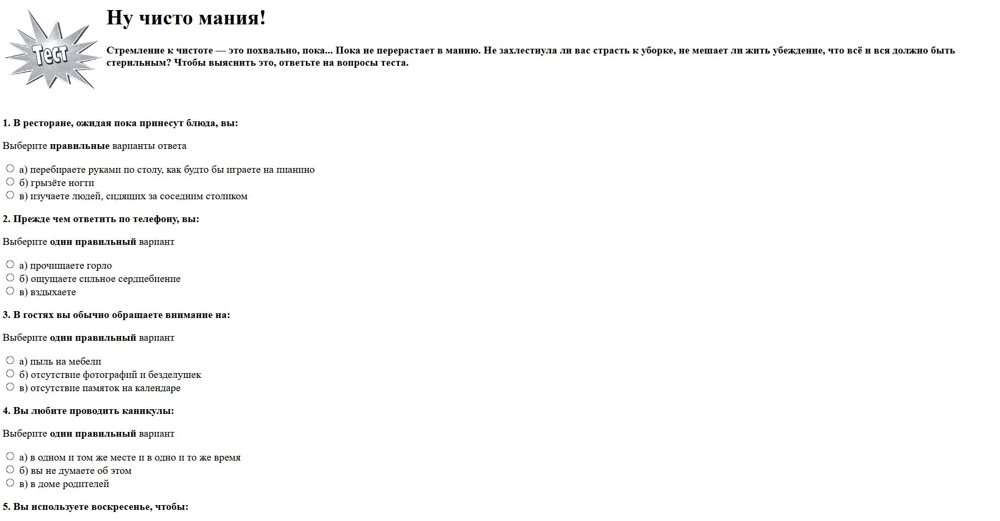 Тест
Ну чисто мания!
Стремление к чистоте — это похвально, пока... Пока не перерастает в манию. Не захлестнула ли вас страсть к уборке, не мешает ли жить убеждение, что всё и вся должно быть
стерильным? Чтобы выяснить это, ответьте на вопросы теста.
1. В ресторане, ожидая пока принесут блюда, вы:
Выберите правильные варианты ответа
а) перебираете руками по столу, как будто бы играете на пианино
б) грызёте ногти
в) изучаете людей, сидящих за соседним столиком
2. Прежде чем ответить по телефону, вы:
Выберите один правильный вариант
а) прочищаете горло
б) ощущаете сильное сердцебиение
в) вздыхаете
3. В гостях вы обычно обращаете внимание на:
Выберите один правильный вариант
а) пыль на мебели
б) отсутствие фотографий и безделушек
в) отсутствие памяток на календаре
4. Вы любите проводить каникулы:
Выберите один правильный вариант
а) в одном и том же месте и в одно и то же время
б) вы не думаете об этом
в) в доме родителей
5. Вы используете воскресенье, чтобы: